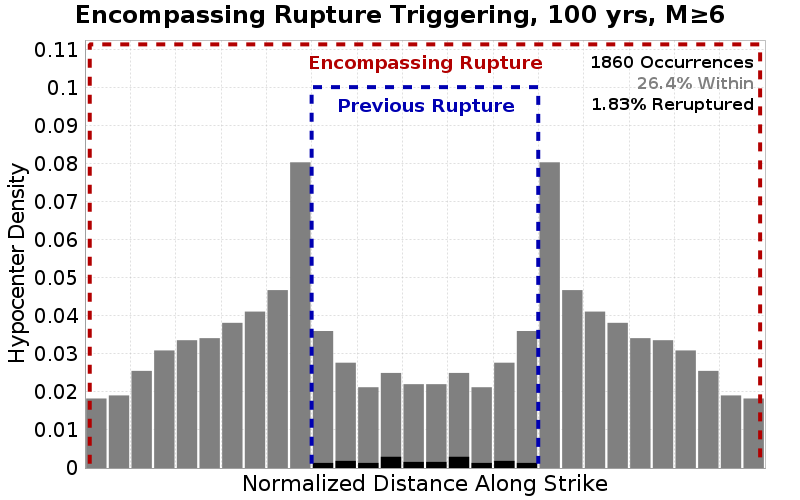 Encompassing Rupture Triggering, 100 yrs, M≥6
Encompassing Rupture
Previous Rupture
1860 Occurrences
26.4% Within
1.83% Reruptured
Hypocenter Density
0.11
0.1
0.09
0.08
0.07
0.06
0.05
0.04
0.03
0.02
0.01
0
Normalized Distance Along Strike